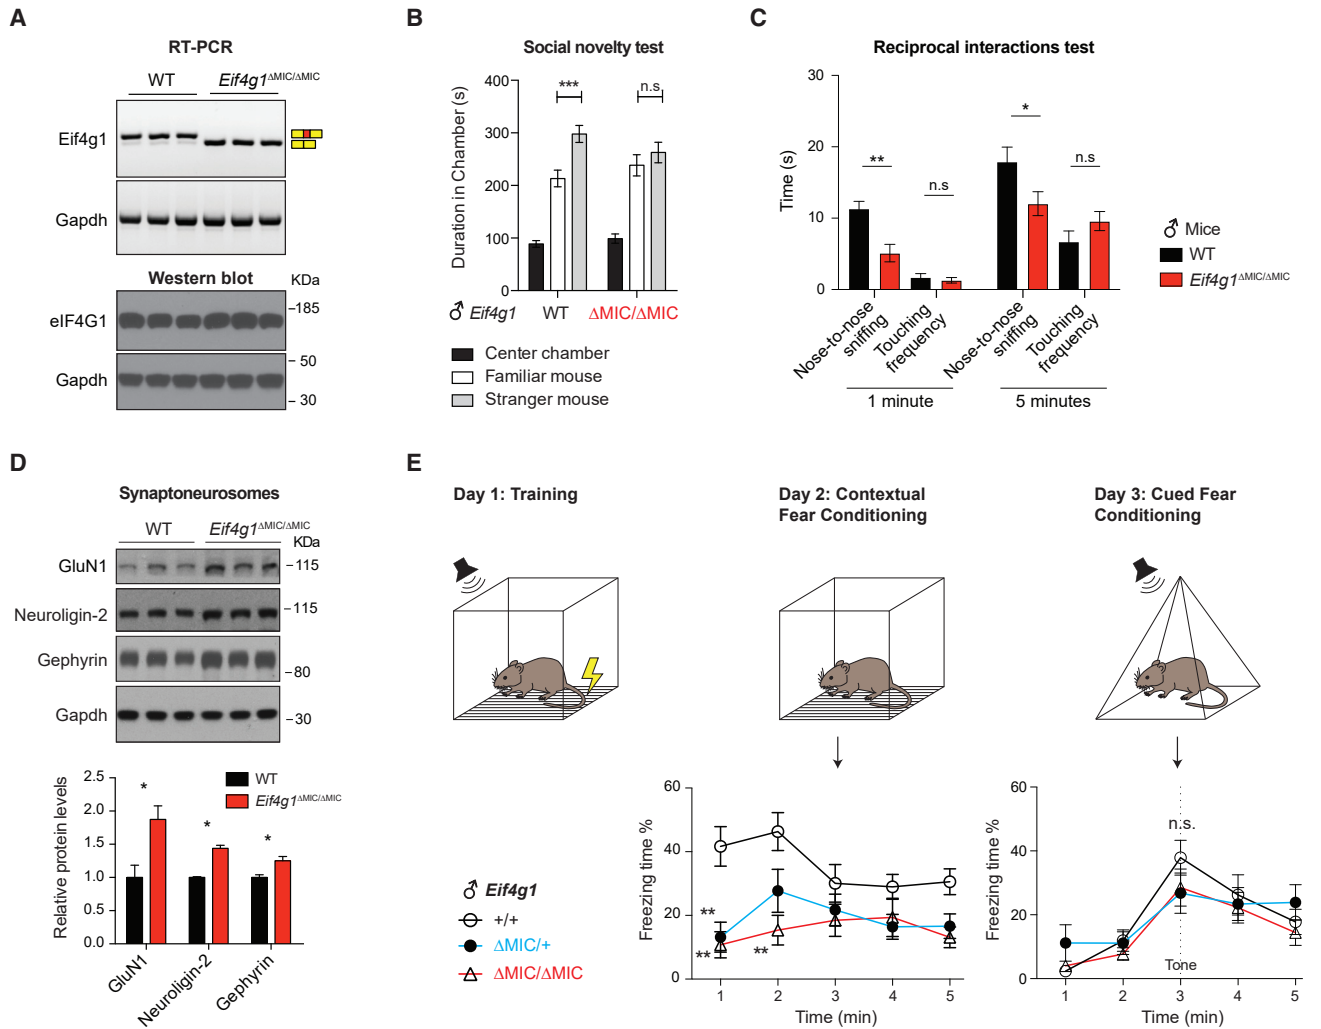 A
RT-PCR
WT
Eif4g1ΔMIC/ΔMIC
Eif4g1
Gapdh
Western blot
KDa
eIF4G1
-185
Gapdh
- 50
- 30
B
Social novelty test
Duration in Chamber (s)
400
300
200
100
0
***
n.s
♂ Eif4g1
WT
ΔMIC/ΔMIC
Center chamber
Familiar mouse
Stranger mouse
C
Reciprocal interactions test
Time (s)
30
20
10
0
**
n.s
*
n.s
Nose-to-nose
sniffing
Touching
frequency
Nose-to-nose
sniffing
Touching
frequency
1 minute
5 minutes
♂ Mice
WT
Eif4g1ΔMIC/ΔMIC
D
Synaptoneurosomes
WT
Eif4g1ΔMIC/ΔMIC
KDa
GluN1
-115
Neuroligin-2
-115
Gephyrin
-80
Gapdh
-30
Relative protein levels
2.5
2.0
1.5
1.0
0.5
0.0
*
*
*
WT
Eif4g1ΔMIC/ΔMIC
GluN1
Neuroligin-2
Gephyrin
E
Day 1: Training
Day 2: Contextual
Fear Conditioning
Day 3: Cued Fear
Conditioning
♂ Eif4g1
+/+
ΔMIC/+
ΔMIC/ΔMIC
Freezing time %
60
40
20
0
**
**
**
1
2
3
4
5
Time (min)
Freezing time %
60
40
20
0
n.s.
Tone
1
2
3
4
5
Time (min)